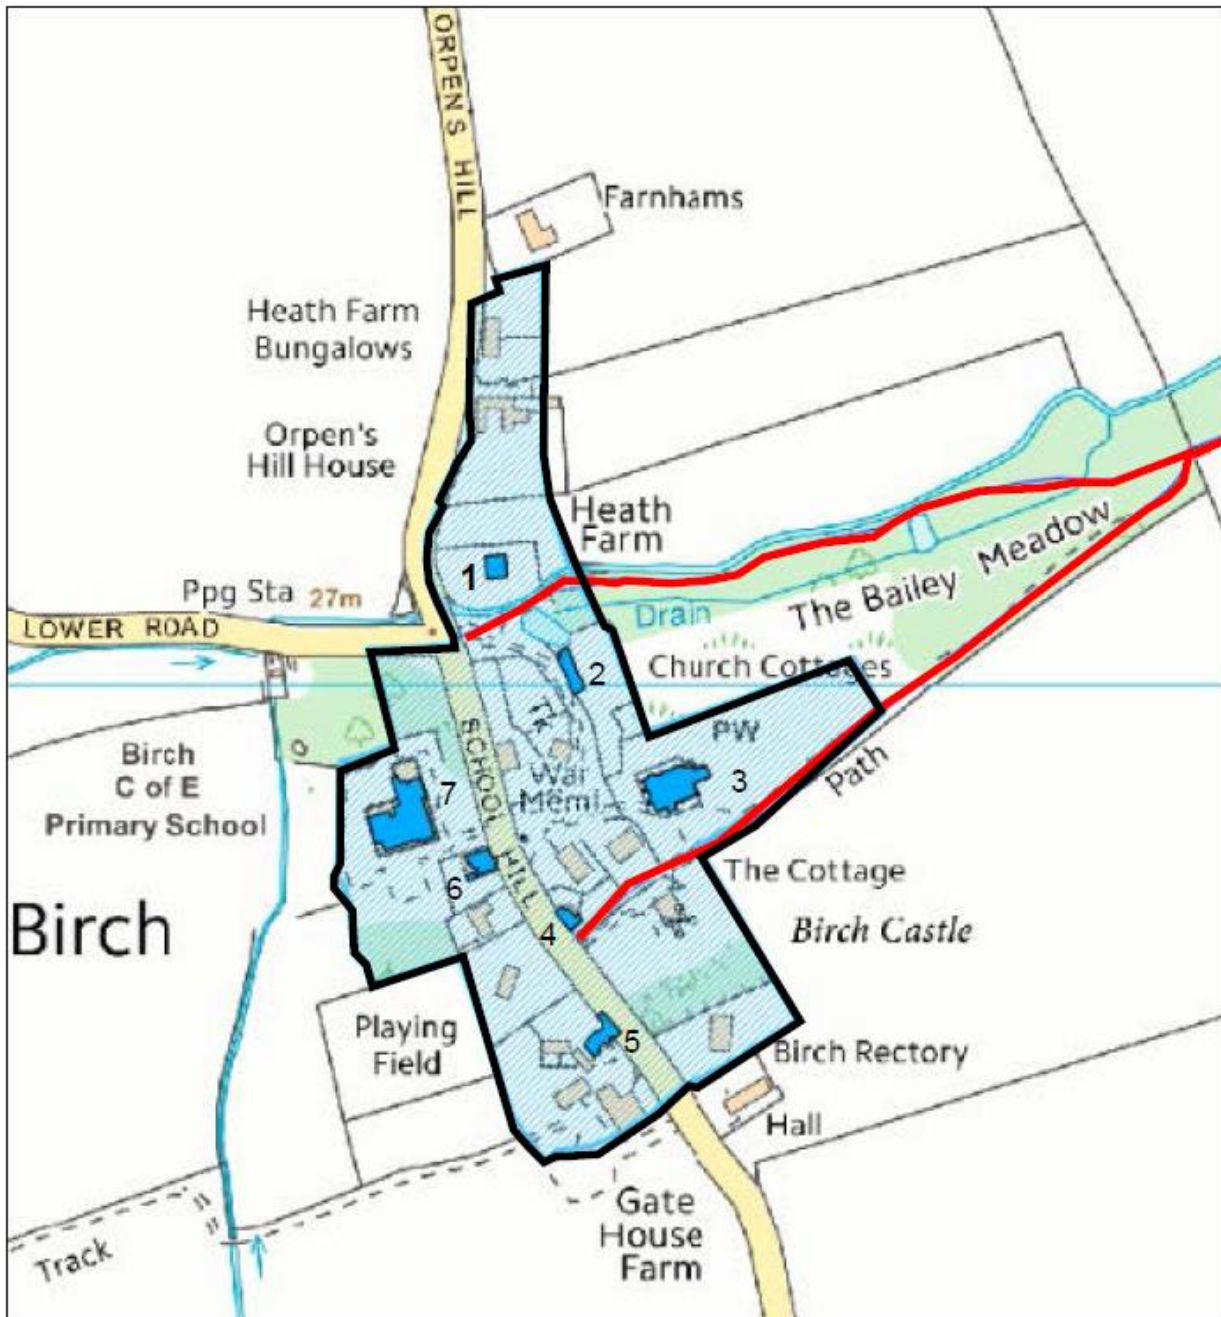 ORPENS HILL
Farnhams
Heath Farm
Bungalows
Orpen's
Hill House
Heath
Farm
1
Ppg Sta 27m
LOWER ROAD
Drain
The Bailey Meadow
2
Church Cottages
PW
SCHOOL HILL
Birch
C of E
Primary School
7
War
Meml
3
Path
6
The Cottage
4
Birch
Birch Castle
Playing
Field
5
Birch Rectory
Hall
Gate
House
Farm
Track